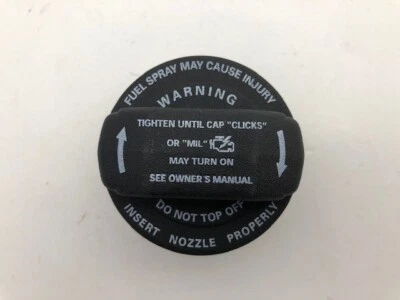 FUEL SPRAY MAY CAUSE INJURY
WARNING
TIGHTEN UNTIL CAP "CLICKS"
OR "MIL"
MAY TURN ON
SEE OWNER'S MANUAL
DO NOT TOP OFF
INSERT NOZZLE PROPERLY